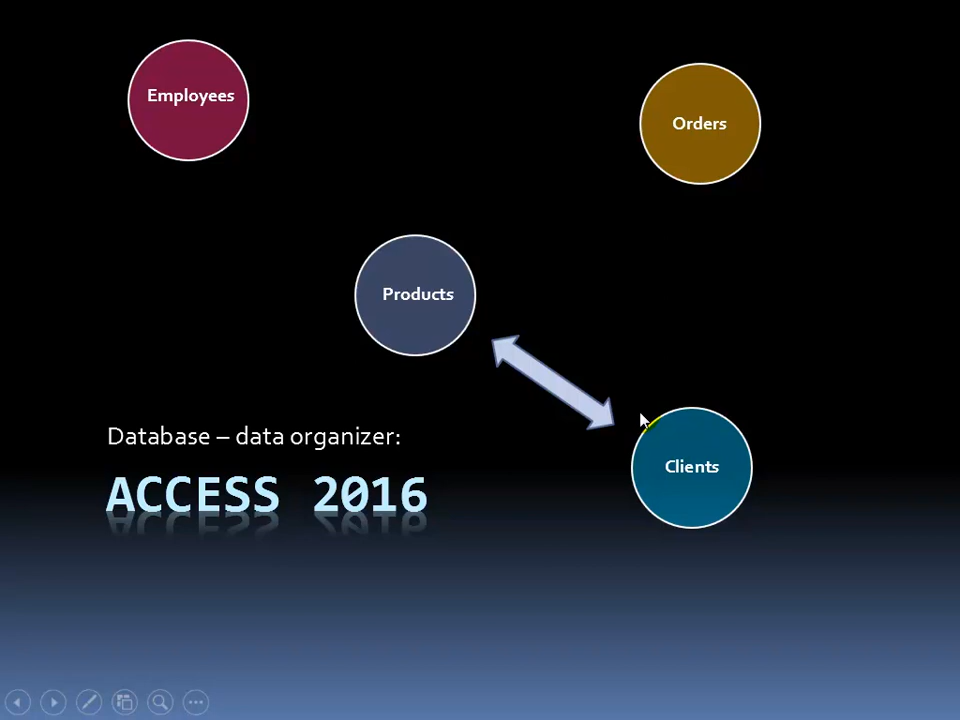 Employees
Orders
Products
Database – data organizer:
Clients
ACCESS 2016